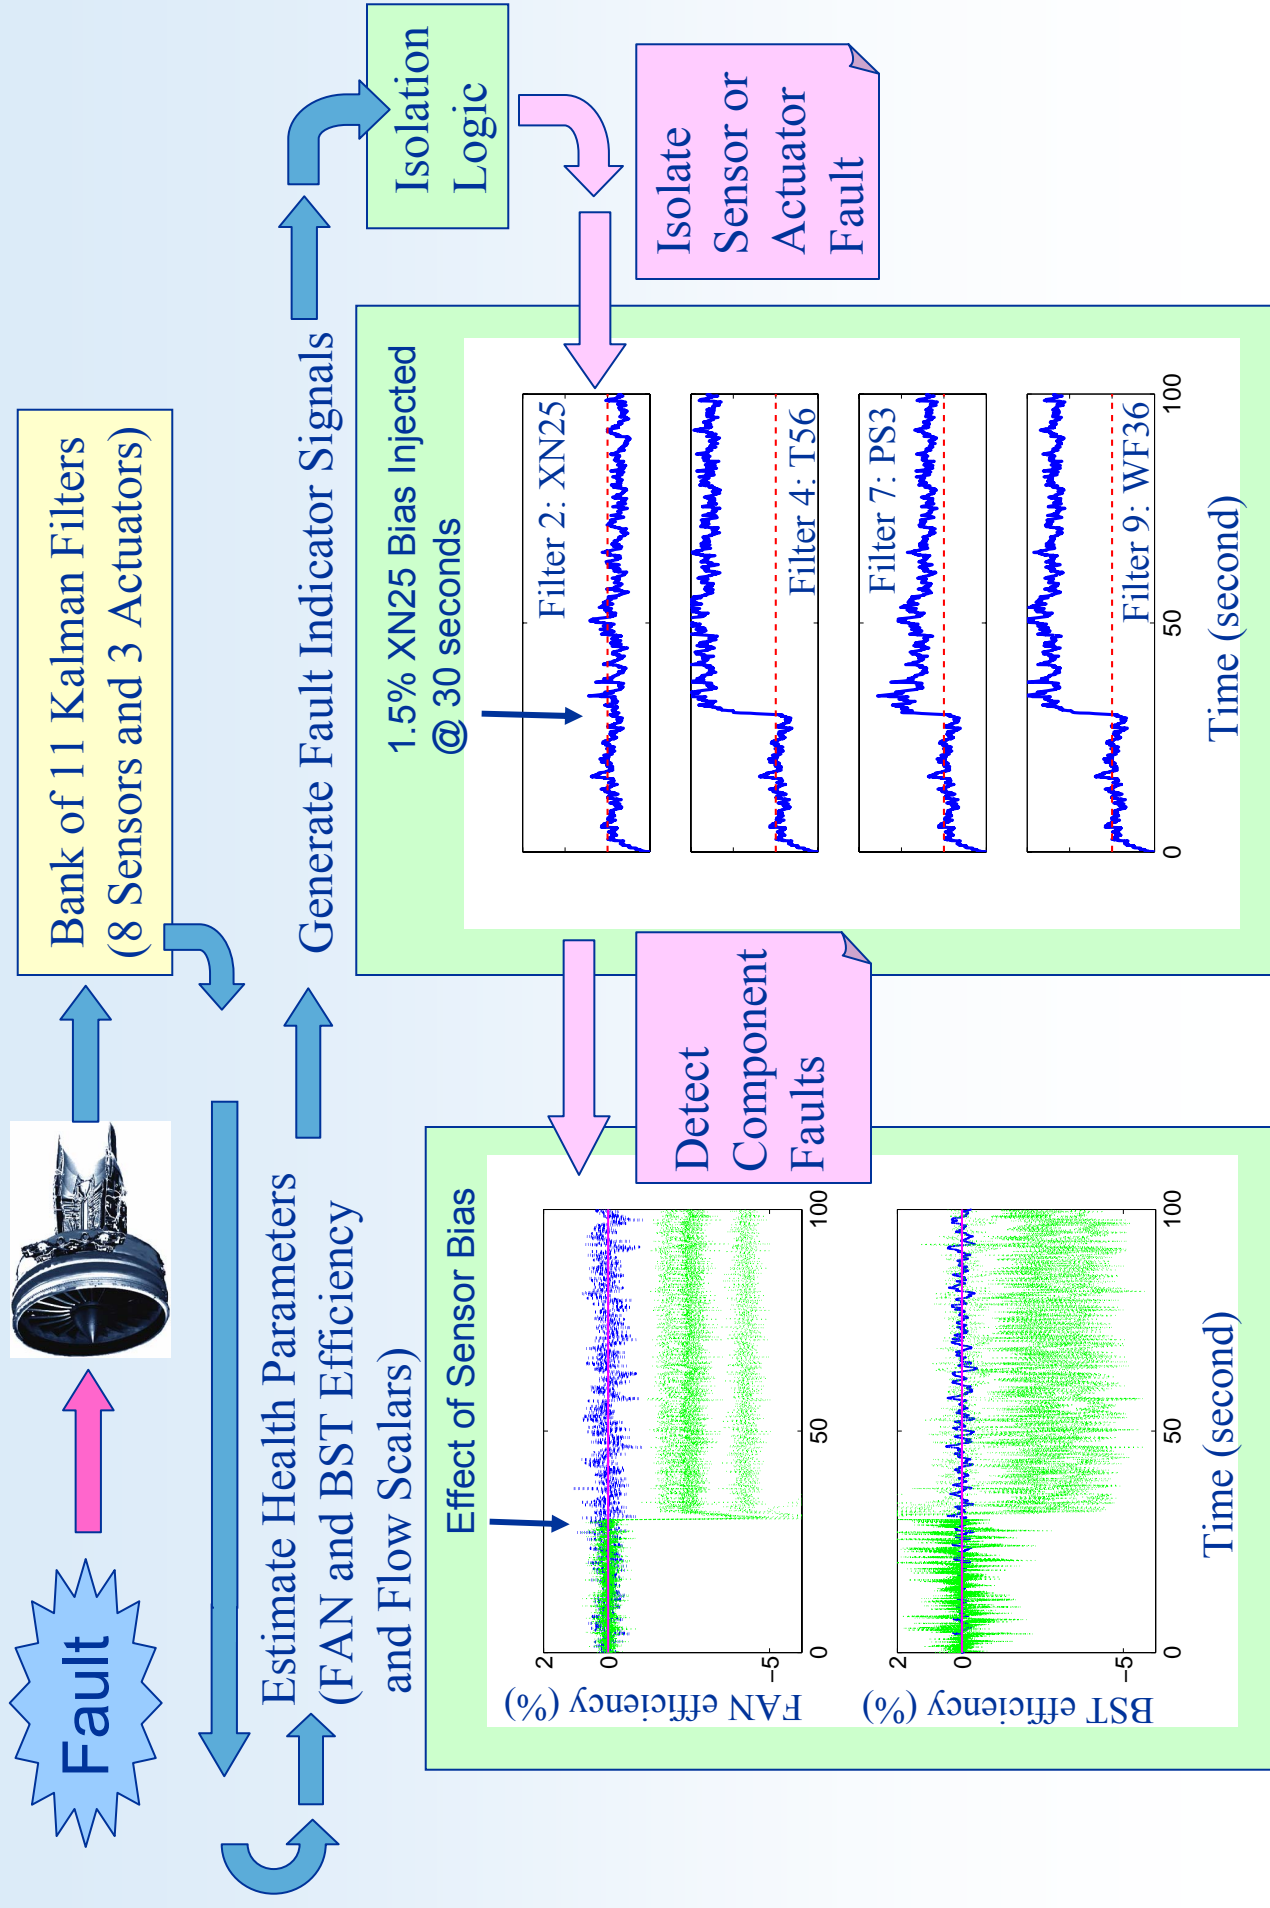 Fault
Bank of 11 Kalman Filters
(8 Sensors and 3 Actuators)
Estimate Health Parameters
(FAN and BST Efficiency
and Flow Scalars)
Generate Fault Indicator Signals
Isolation
Logic
Effect of Sensor Bias
2
0
−5
FAN efficiency (%)
0
50
100
2
0
−5
BST efficiency (%)
0
50
100
Time (second)
Detect
Component
Faults
1.5% XN25 Bias Injected
@ 30 seconds
Filter 2: XN25
Filter 4: T56
Filter 7: PS3
Filter 9: WF36
0
50
100
Time (second)
Isolate
Sensor or
Actuator
Fault